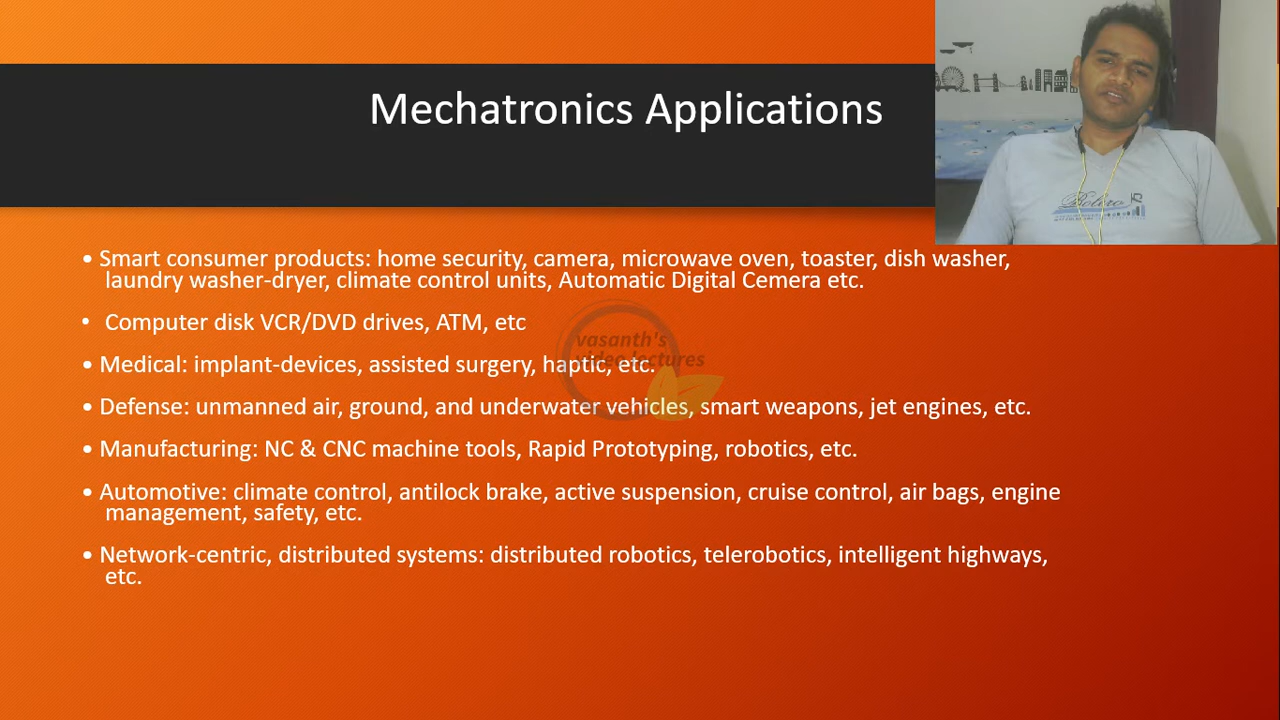 Mechatronics Applications
• Smart consumer products: home security, camera, microwave oven, toaster, dish washer,
laundry washer-dryer, climate control units, Automatic Digital Cemera etc.
• Computer disk VCR/DVD drives, ATM, etc
vasanth's
video lectures
• Medical: implant-devices, assisted surgery, haptic, etc.
• Defense: unmanned air, ground, and underwater vehicles, smart weapons, jet engines, etc.
• Manufacturing: NC & CNC machine tools, Rapid Prototyping, robotics, etc.
• Automotive: climate control, antilock brake, active suspension, cruise control, air bags, engine
management, safety, etc.
• Network-centric, distributed systems: distributed robotics, telerobotics, intelligent highways,
etc.